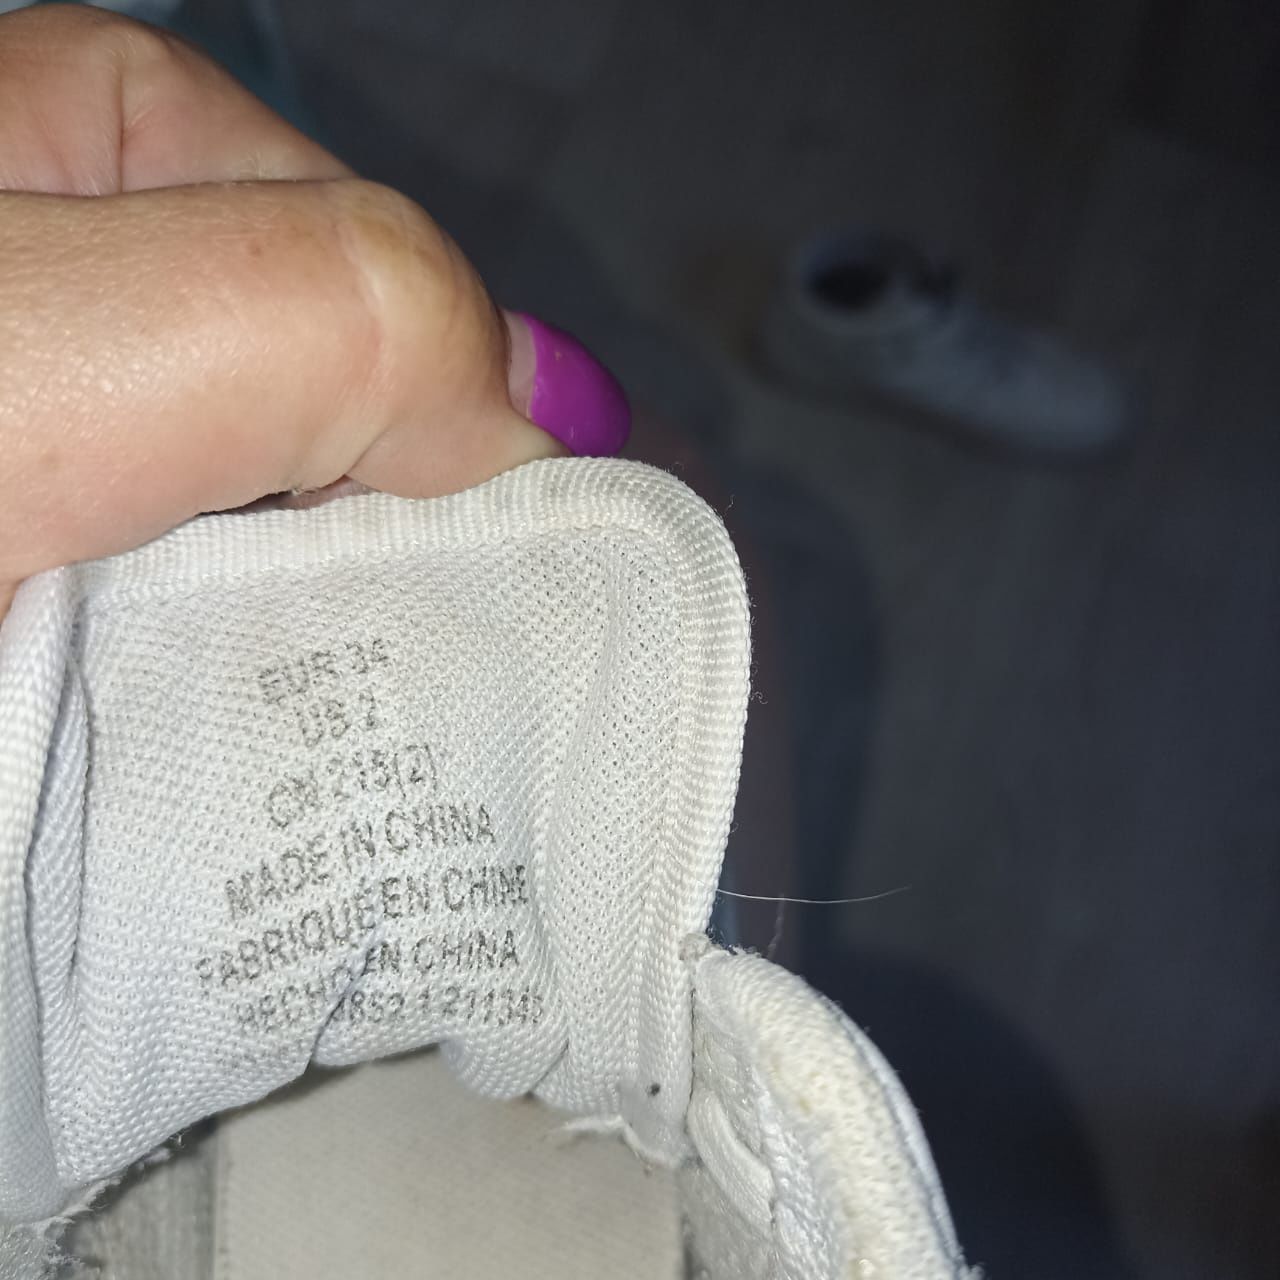 EUR 34
US 2
CN 215(2)
MADE IN CHINA
FABRIQUE EN CHINE
HECHO EN CHINA